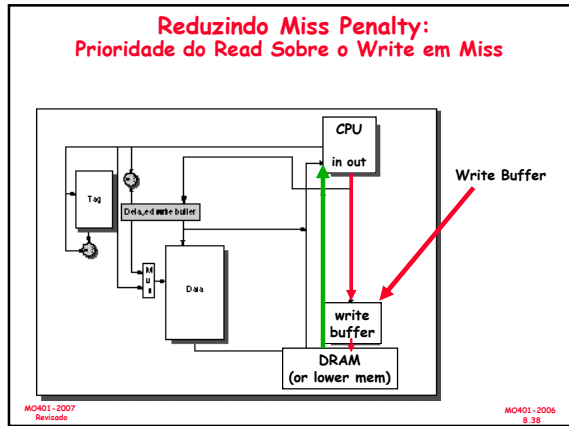 Reduzindo Miss Penalty:
Prioridade do Read Sobre o Write em Miss
CPU
in out
Write Buffer
Tag
Delayed write buffer
Mux
Data
write
buffer
DRAM
(or lower mem)
MO401-2007
Revisado
MO401-2006
8.38